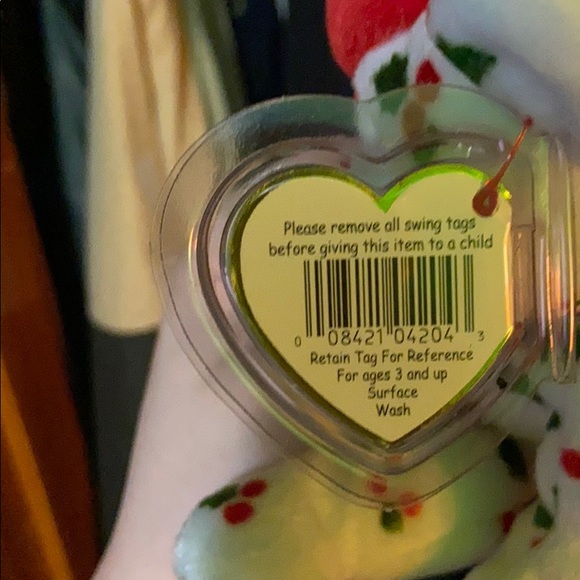 Please remove all swing tags
before giving this item to a child
0 08421 04204 3
Retain Tag For Reference
For ages 3 and up
Surface
Wash